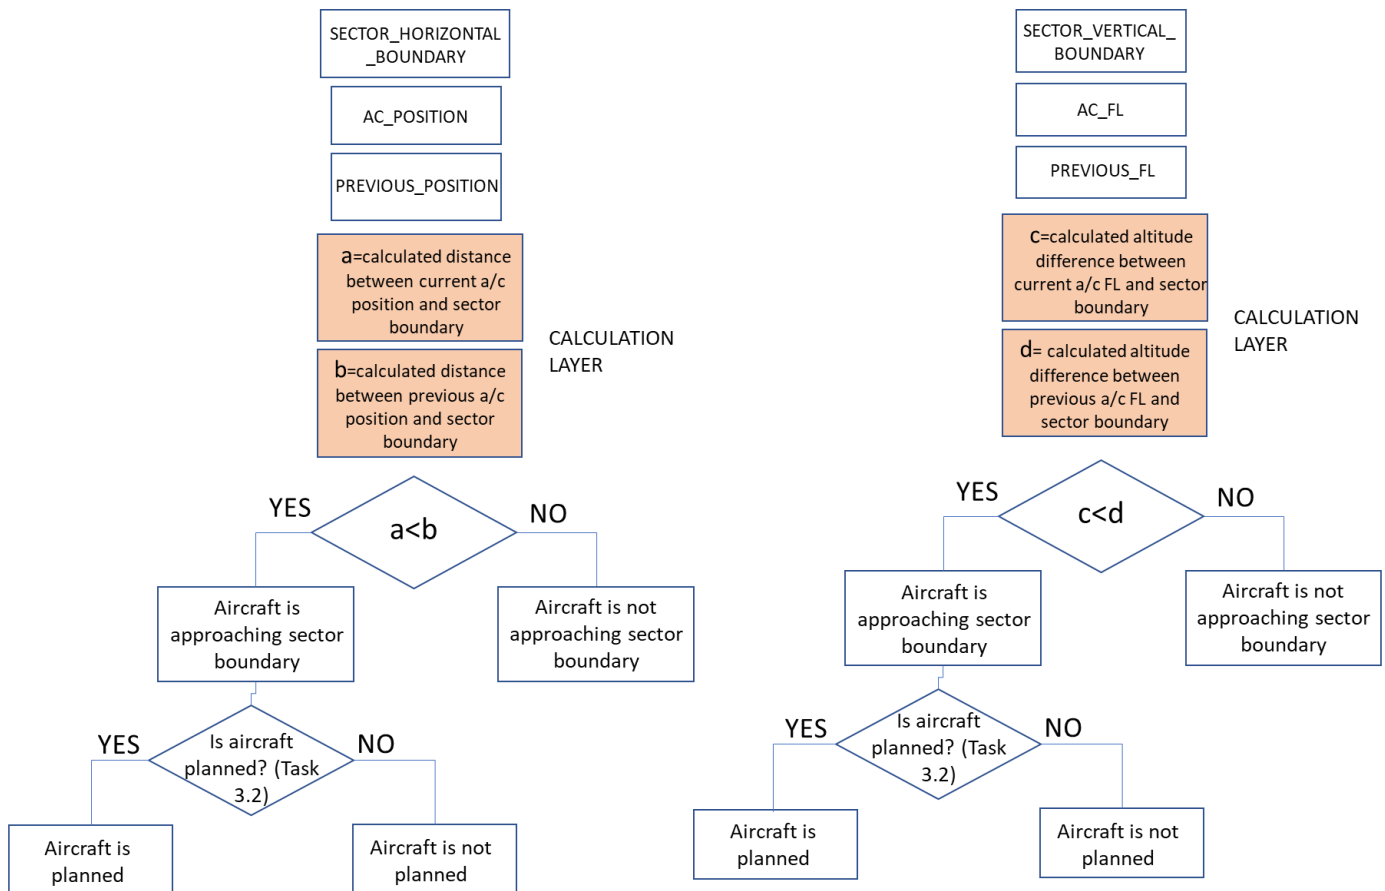 SECTOR_HORIZONTAL
_BOUNDARY
AC_POSITION
PREVIOUS_POSITION
a=calculated distance
between current a/c
position and sector
boundary
b=calculated distance
between previous a/c
position and sector
boundary
CALCULATION
LAYER
YES
a<b
NO
Aircraft is
approaching sector
boundary
Aircraft is not
approaching sector
boundary
YES
Is aircraft
planned? (Task
3.2)
NO
Aircraft is
planned
Aircraft is not
planned
SECTOR_VERTICAL_
BOUNDARY
AC_FL
PREVIOUS_FL
c=calculated altitude
difference between
current a/c FL and sector
boundary
d= calculated altitude
difference between
previous a/c FL and
sector boundary
CALCULATION
LAYER
YES
c<d
NO
Aircraft is
approaching sector
boundary
Aircraft is not
approaching sector
boundary
YES
Is aircraft
planned? (Task
3.2)
NO
Aircraft is
planned
Aircraft is not
planned